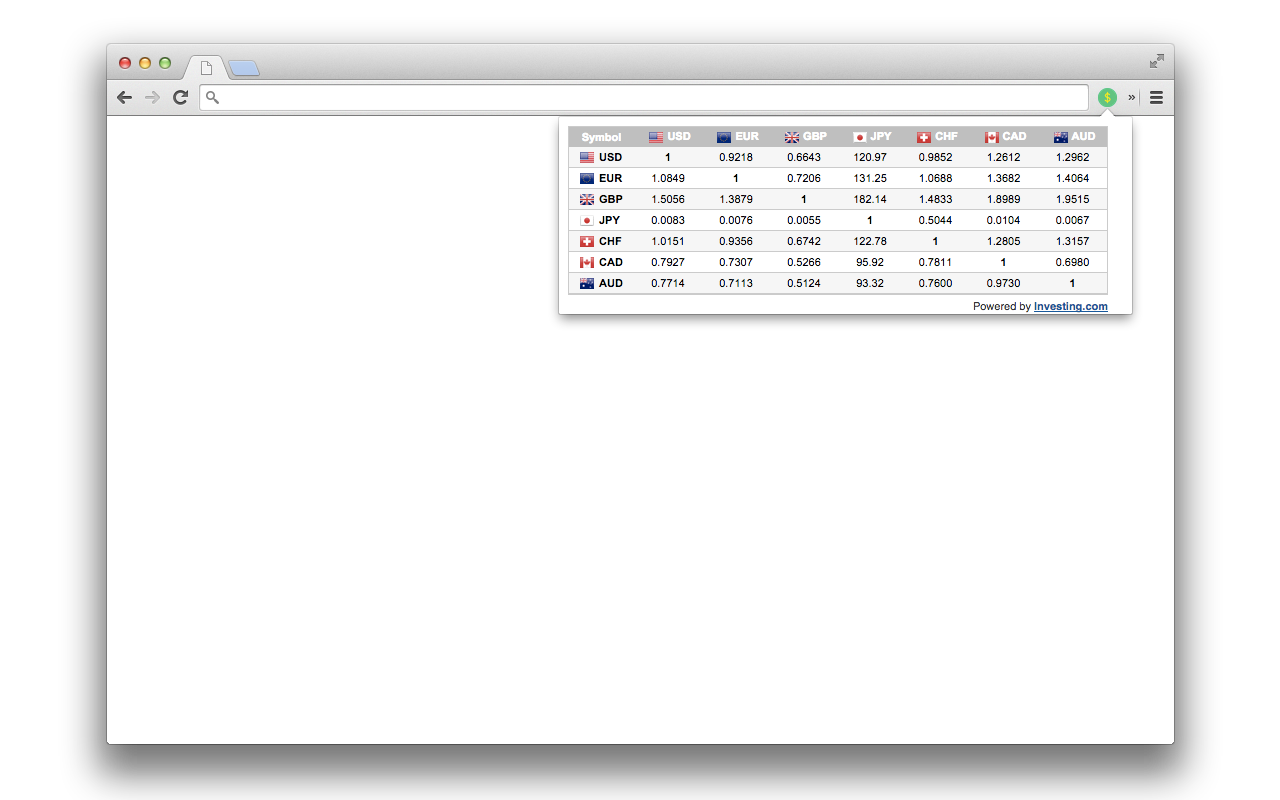 $ »
Symbol USD EUR GBP JPY CHF CAD AUD
USD 1 0.9218 0.6643 120.97 0.9852 1.2612 1.2962
EUR 1.0849 1 0.7206 131.25 1.0688 1.3682 1.4064
GBP 1.5056 1.3879 1 182.14 1.4833 1.8989 1.9515
JPY 0.0083 0.0076 0.0055 1 0.5044 0.0104 0.0067
CHF 1.0151 0.9356 0.6742 122.78 1 1.2805 1.3157
CAD 0.7927 0.7307 0.5266 95.92 0.7811 1 0.6980
AUD 0.7714 0.7113 0.5124 93.32 0.7600 0.9730 1
Powered by Investing.com